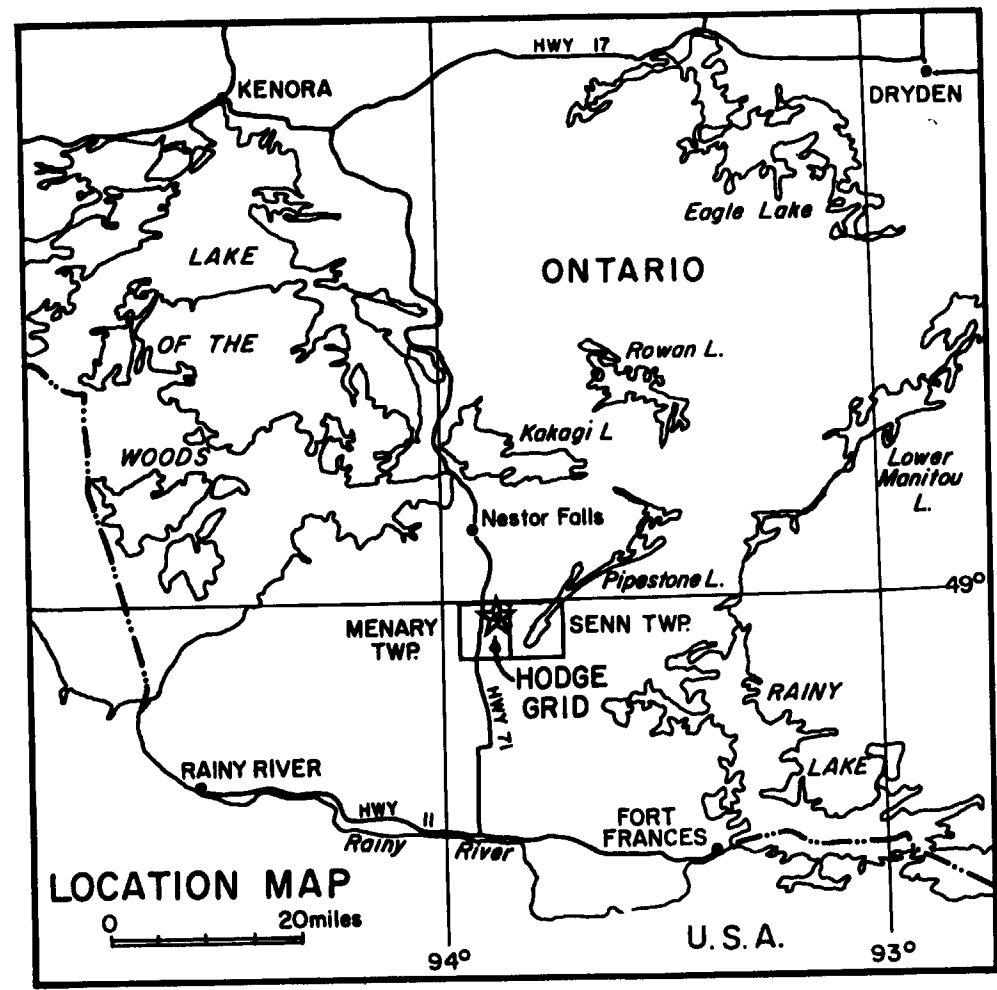 HWY 17
KENORA
DRYDEN
Eagle Lake
LAKE
ONTARIO
OF THE
Rowan L.
Kakagi L
WOODS
Lower
Manitou
L.
Nestor Falls
Pipestone L.
49°
MENARY
TWP.
SENN TWP.
HODGE
GRID
RAINY
HWY 71
LAKE
RAINY RIVER
HWY 11
FORT
FRANCES
Rainy River
LOCATION MAP
0 20miles
U.S.A.
94°
93°